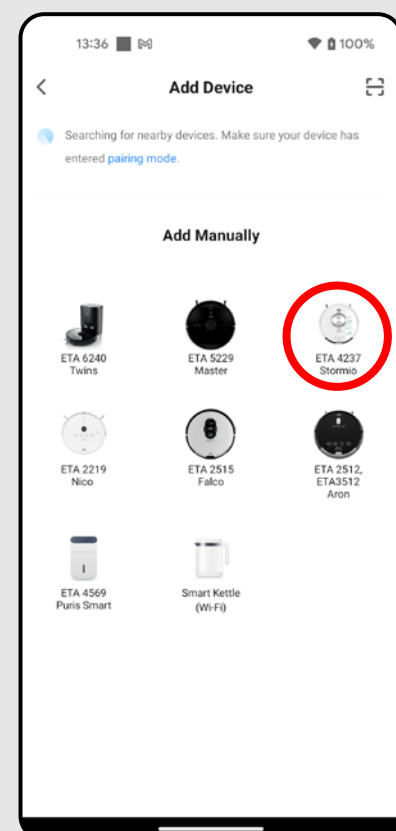 13:36 100%
Add Device
Searching for nearby devices. Make sure your device has
entered pairing mode.
Add Manually
ETA 6240 ETA 5229 ETA 4237
Twins Master Stormio
ETA 2219 ETA 2515 ETA 2512,
Nico Falco ETA3512
Aron
ETA 4569 Smart Kettle
Puris Smart (Wi-Fi)